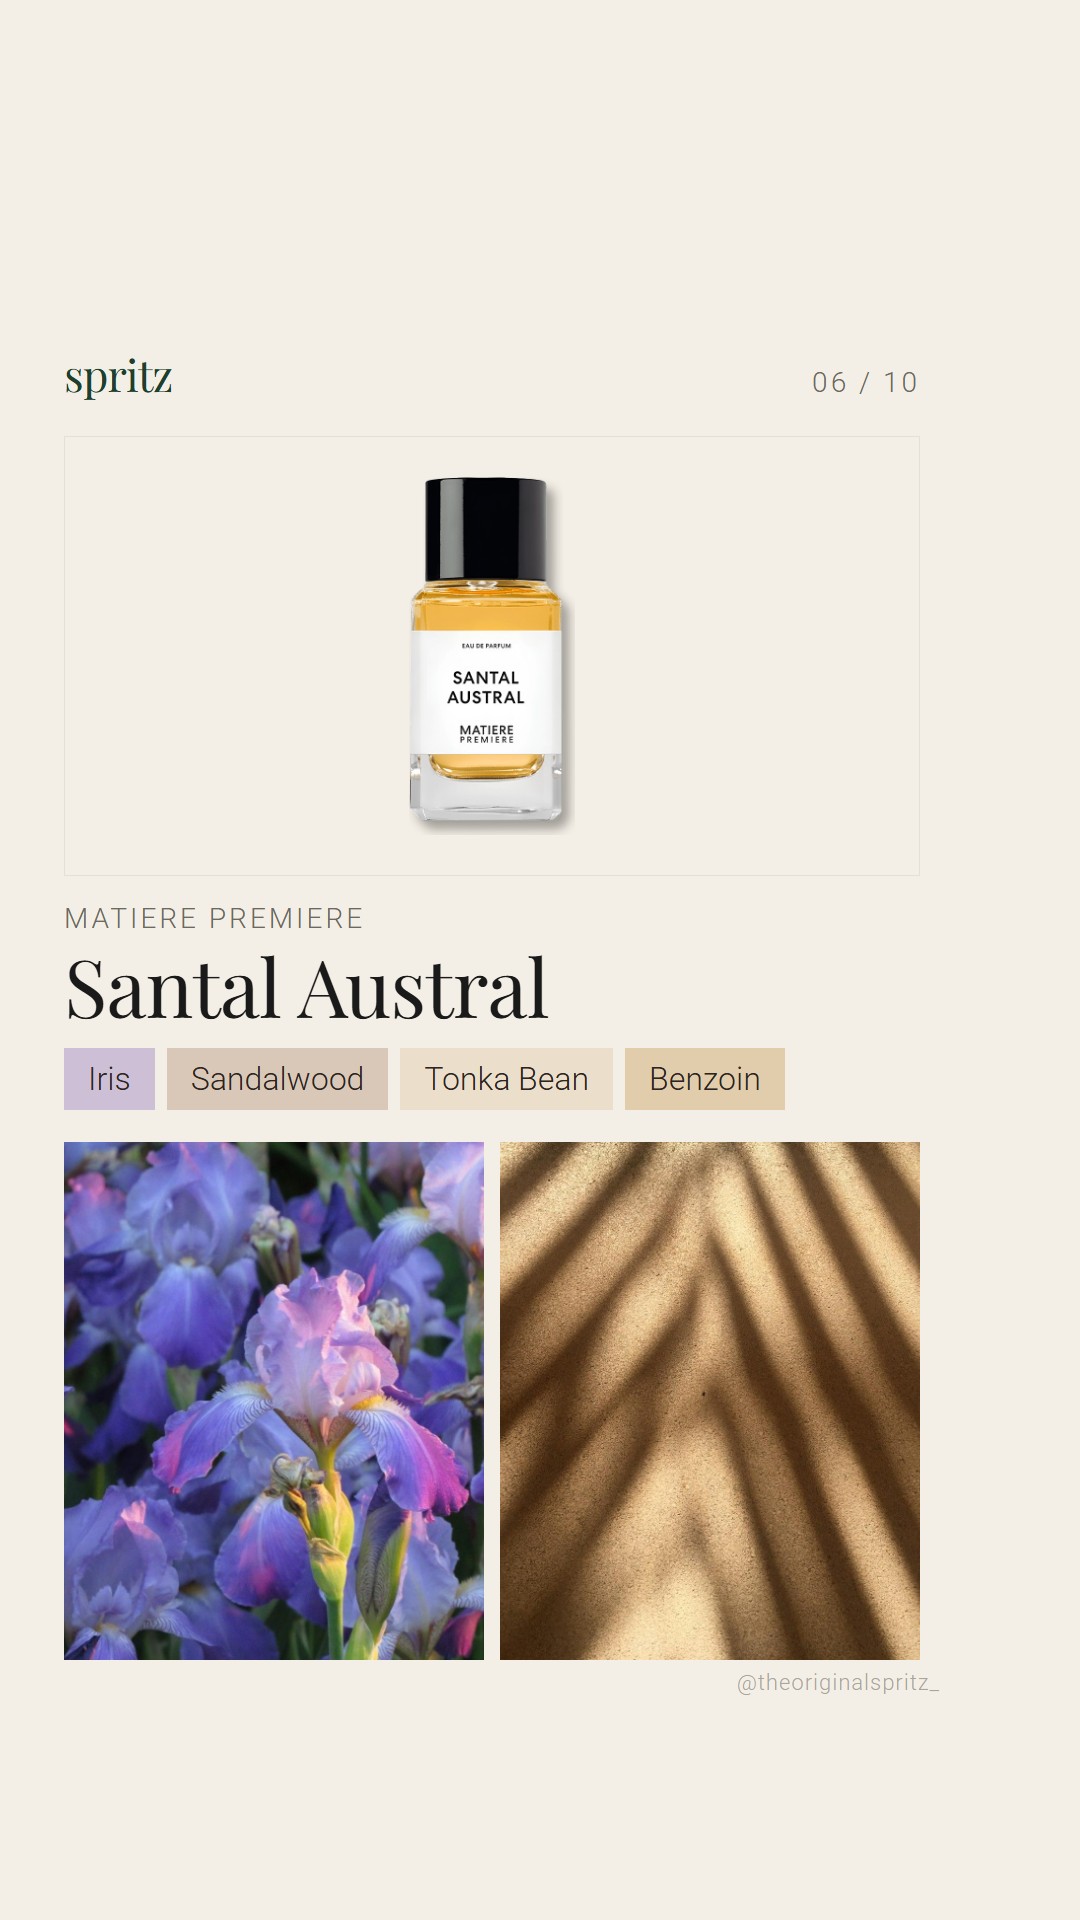 spritz
06 / 10
EAU DE PARFUM
SANTAL
AUSTRAL
MATIERE
PREMIERE
MATIERE PREMIERE
Santal Austral
Iris Sandalwood Tonka Bean Benzoin
@theoriginalspritz_